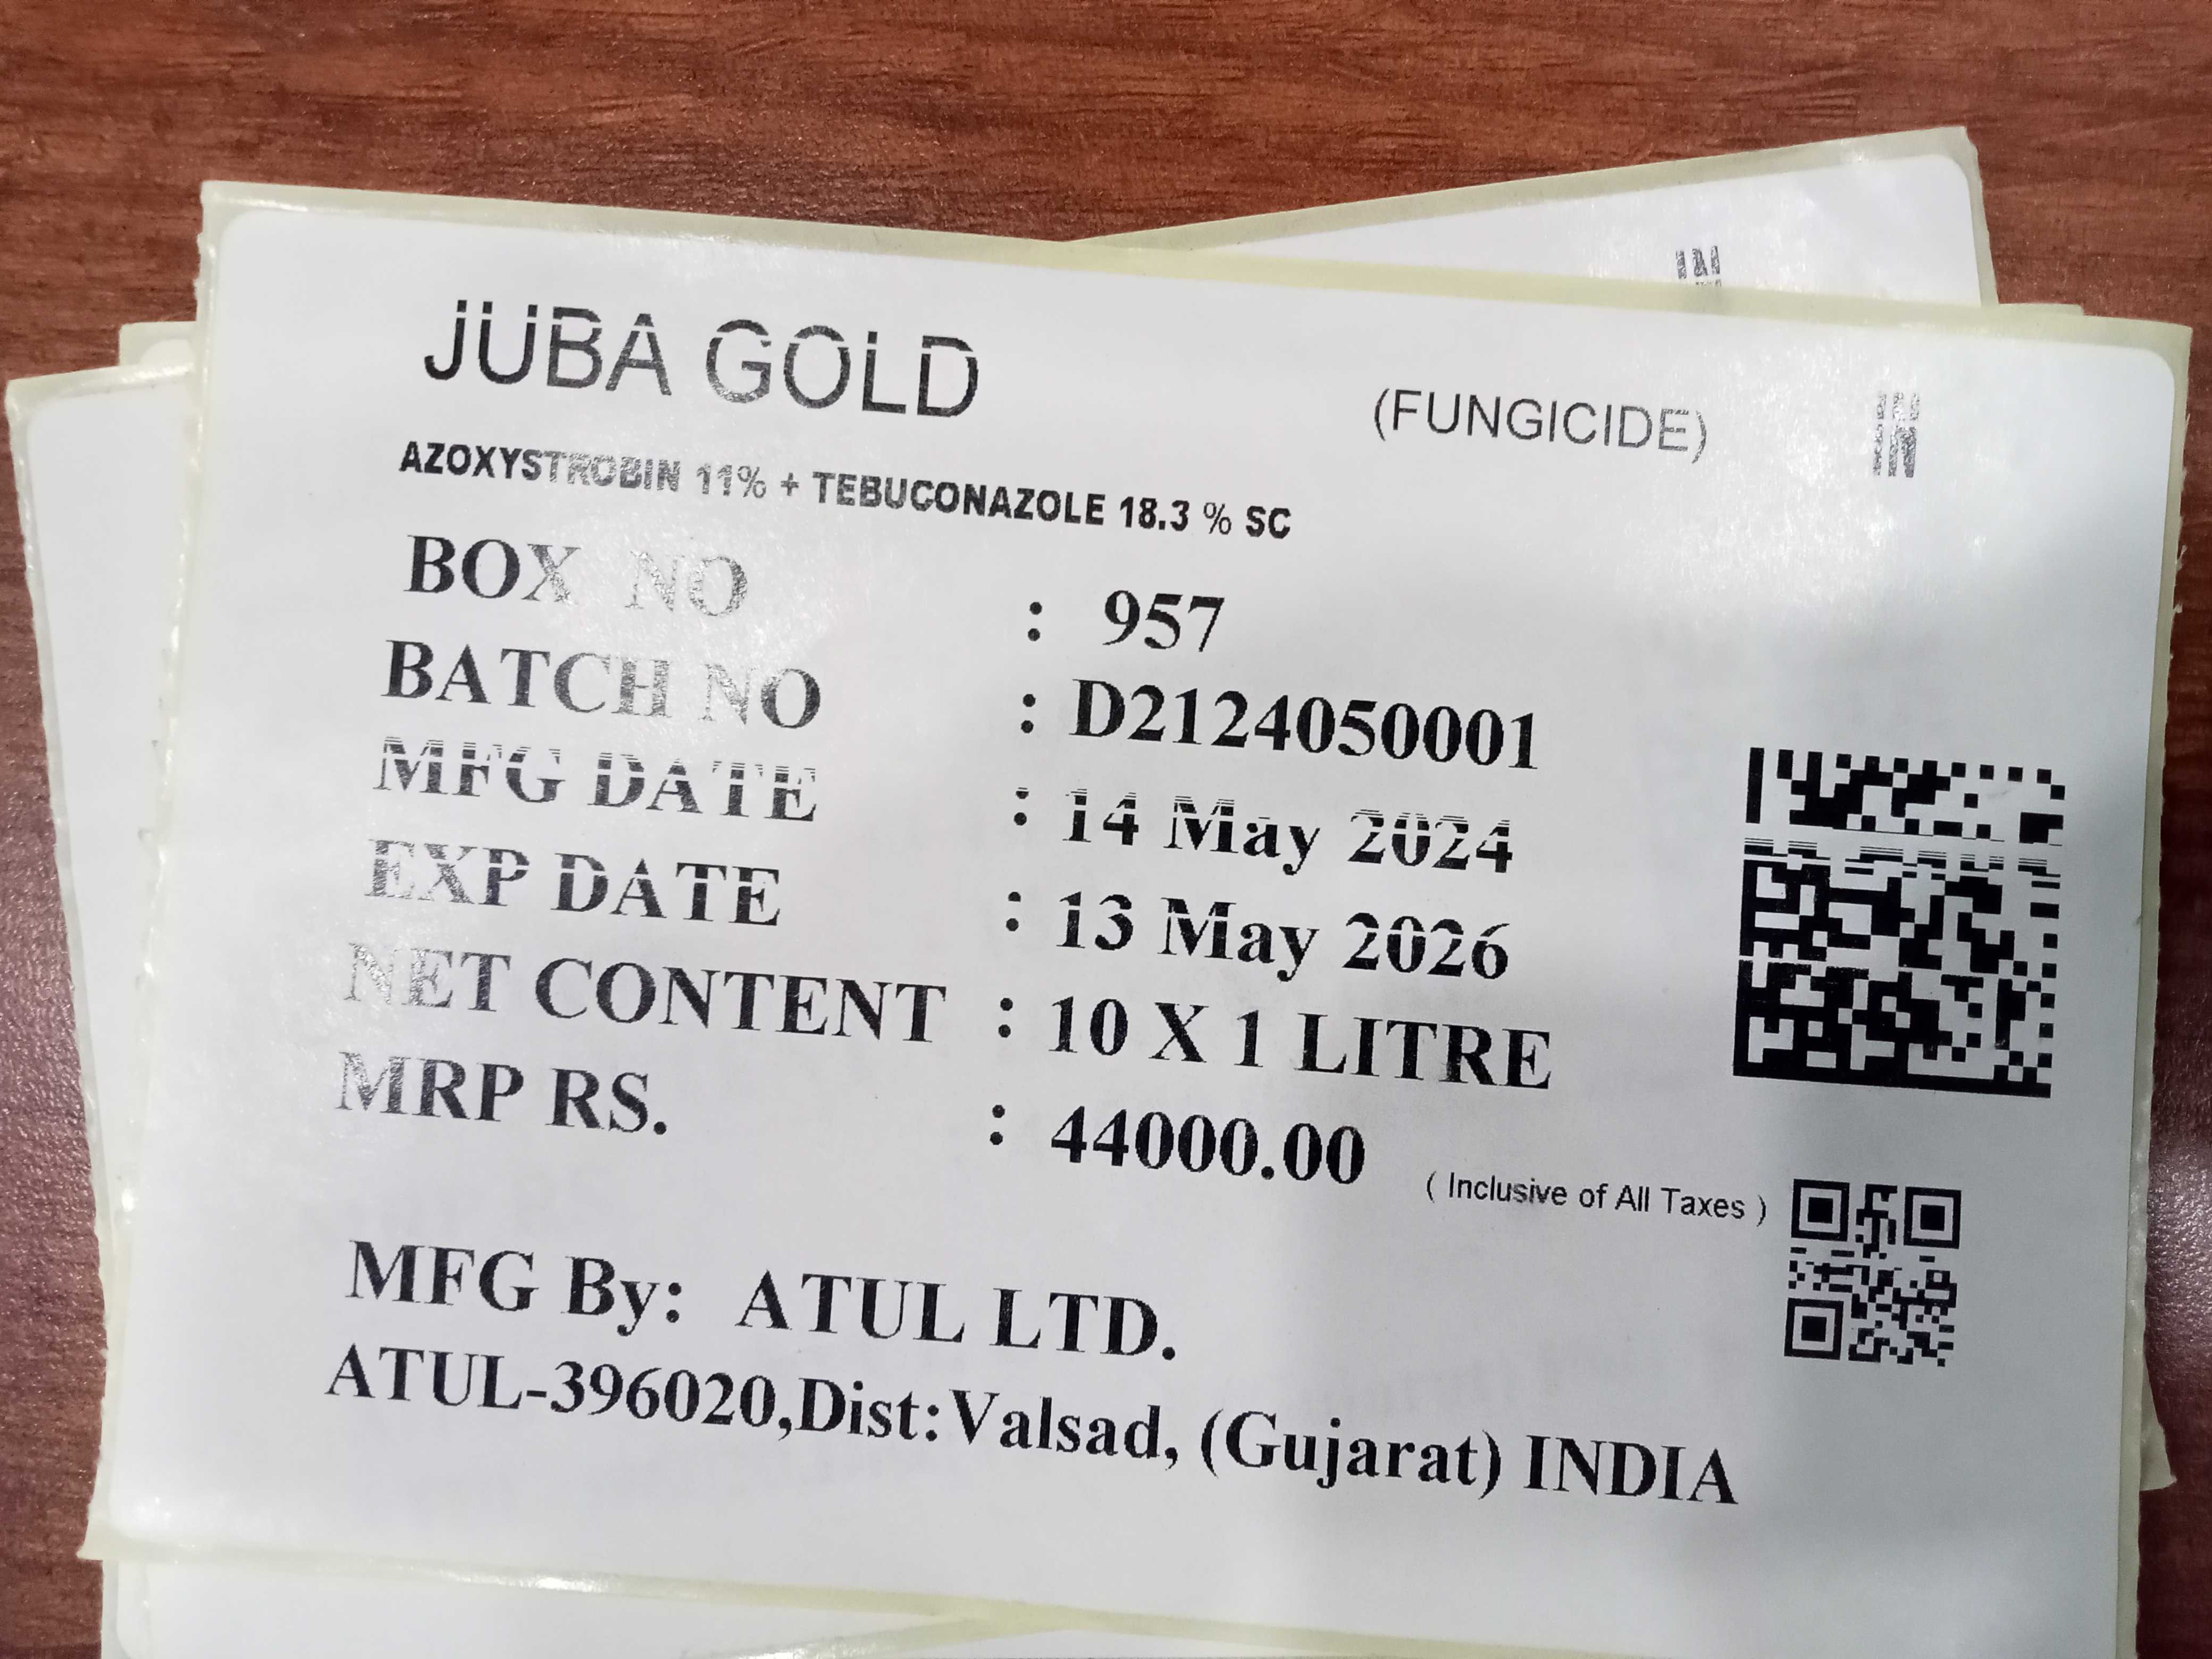 JUBA GOLD (FUNGICIDE) IN
AZOXYSTROBIN 11% + TEBUCONAZOLE 18.3 % SC
BOX NO : 957
BATCH NO : D2124050001
MFG DATE : 14 May 2024
EXP DATE : 13 May 2026
NET CONTENT : 10 X 1 LITRE
MRP RS. : 44000.00 ( Inclusive of All Taxes )
MFG By: ATUL LTD.
ATUL-396020,Dist:Valsad, (Gujarat) INDIA